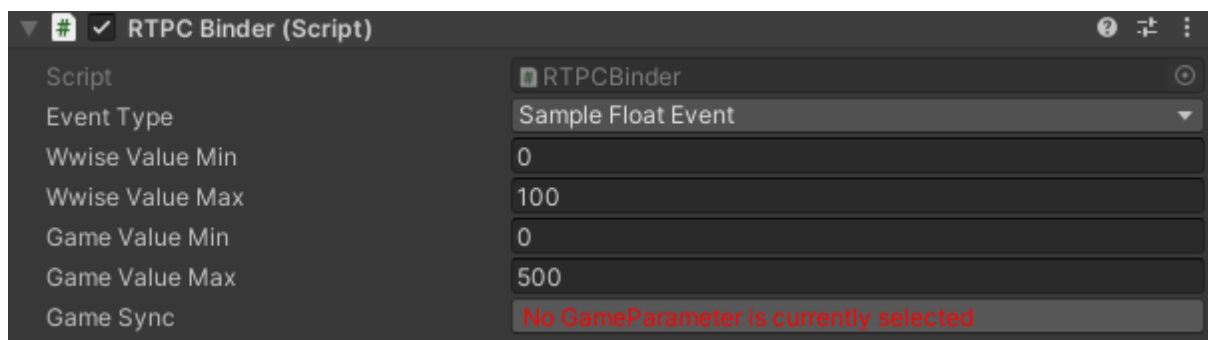 # RTPC Binder (Script)
Script # RTPCBinder
Event Type Sample Float Event
Wwise Value Min 0
Wwise Value Max 100
Game Value Min 0
Game Value Max 500
Game Sync No GameParameter is currently selected